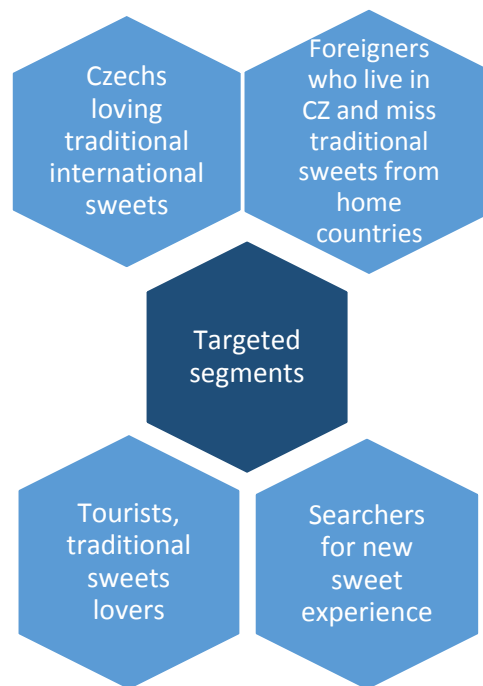 Czechs
loving
traditional
international
sweets
Foreigners
who live in
CZ and miss
traditional
sweets from
home
countries
Targeted
segments
Tourists,
traditional
sweets
lovers
Searchers
for new
sweet
experience